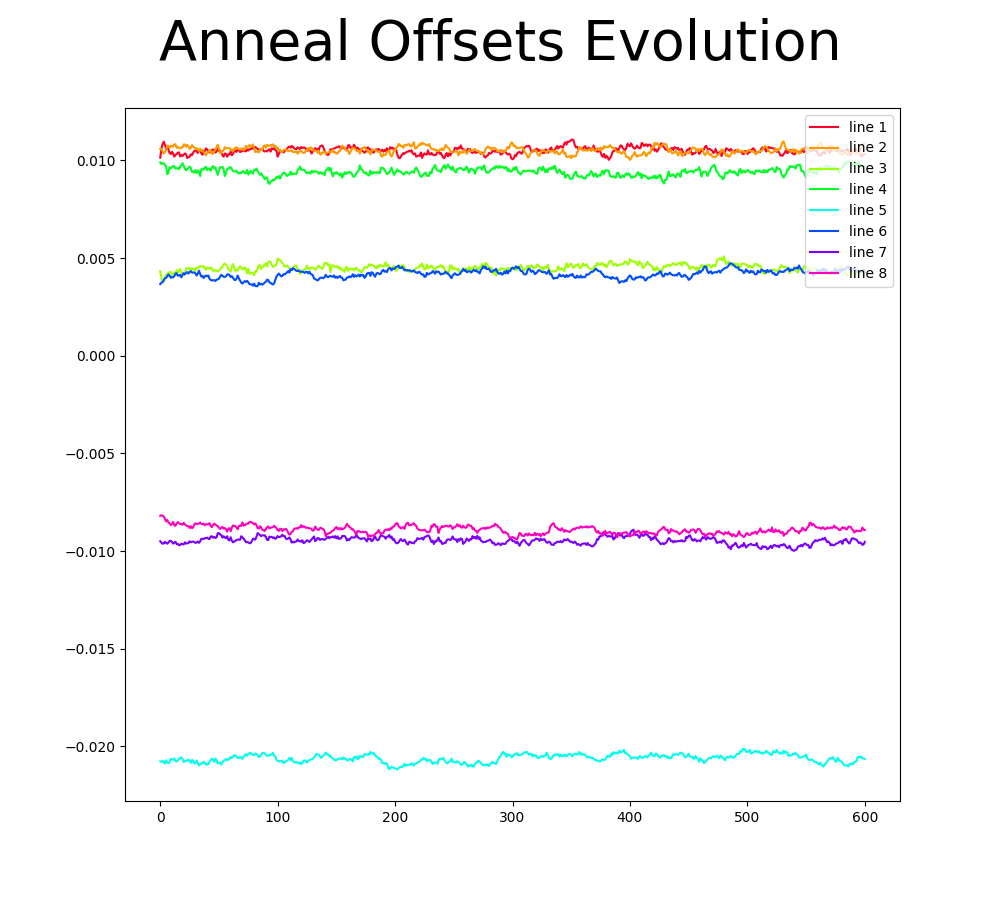 Anneal Offsets Evolution
line 1
line 2
line 3
line 4
line 5
line 6
line 7
line 8
0.010
0.005
0.000
−0.005
−0.010
−0.015
−0.020
0 100 200 300 400 500 600